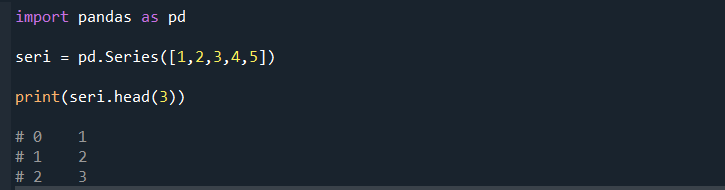 import pandas as pd
seri = pd.Series([1,2,3,4,5])
print(seri.head(3))
# 0    1
# 1    2
# 2    3